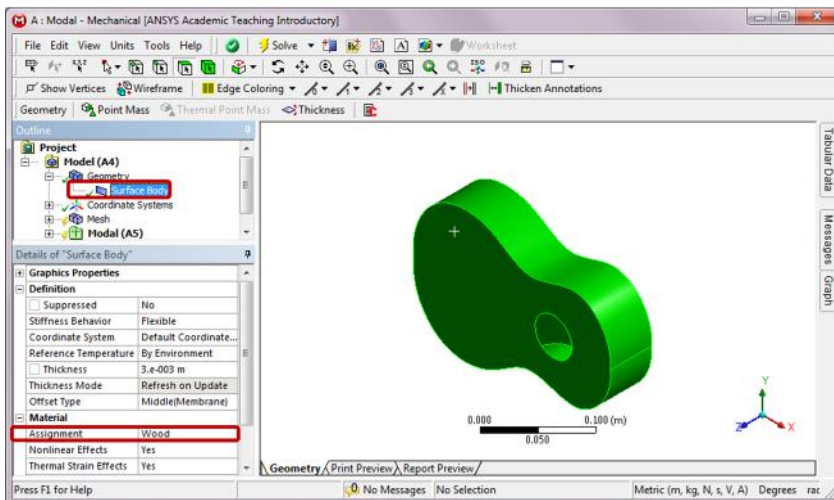 A : Modal - Mechanical [ANSYS Academic Teaching Introductory]
File Edit View Units Tools Help Solve Worksheet
Show Vertices Wireframe Edge Coloring Thicken Annotations
Geometry Point Mass Thermal Point Mass Thickness
Outline
Project
Model (A4)
Geometry
Surface Body
Coordinate Systems
Mesh
Modal (A5)
Details of "Surface Body"
Graphics Properties
Definition
Suppressed No
Stiffness Behavior Flexible
Coordinate System Default Coordinate...
Reference Temperature By Environment
Thickness 3.e-003 m
Thickness Mode Refresh on Update
Offset Type Middle(Membrane)
Material
Assignment Wood
Nonlinear Effects Yes
Thermal Strain Effects Yes
0.000 0.100 (m)
0.050
Y
Z X
Geometry Print Preview Report Preview
Tabular Data
Messages
Graph
Press F1 for Help 0 No Messages No Selection Metric (m, kg, N, s, V, A) Degrees rac